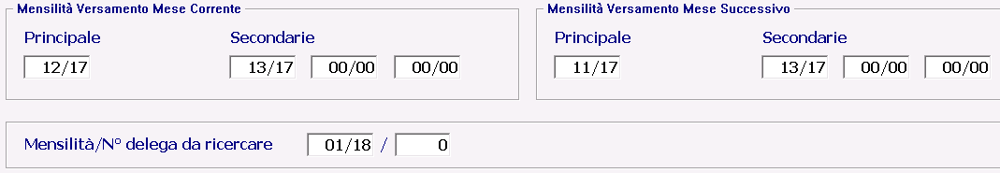 Mensilità Versamento Mese Corrente
Principale Secondarie
12/17 13/17 00/00 00/00
Mensilità Versamento Mese Successivo
Principale Secondarie
11/17 13/17 00/00 00/00
Mensilità/N° delega da ricercare 01/18 / 0